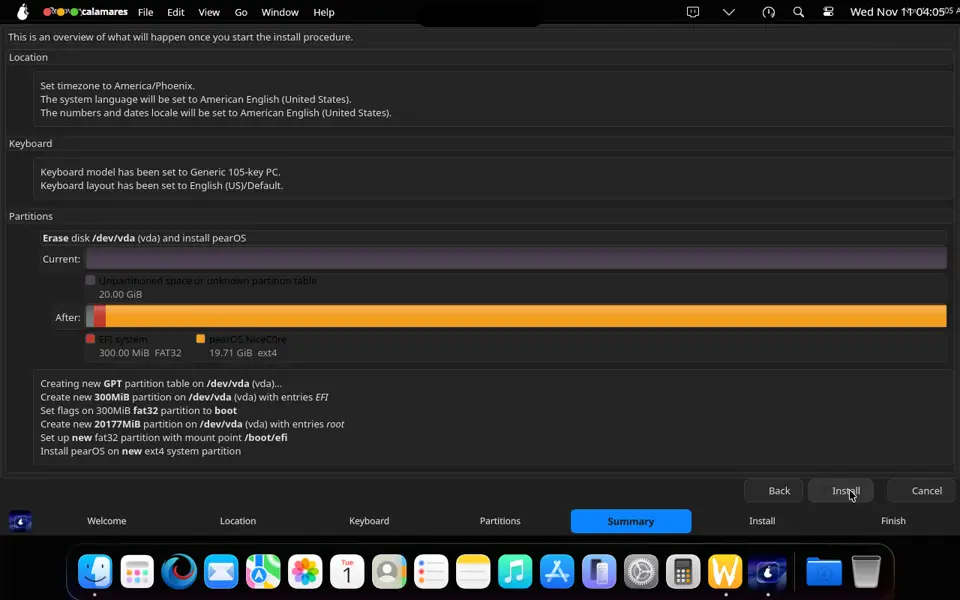 calamares File Edit View Go Window Help
This is an overview of what will happen once you start the install procedure.
Location
Set timezone to America/Phoenix.
The system language will be set to American English (United States).
The numbers and dates locale will be set to American English (United States).
Keyboard
Keyboard model has been set to Generic 105-key PC.
Keyboard layout has been set to English (US)/Default.
Partitions
Erase disk /dev/vda (vda) and install pearOS
Current:
Unpartitioned space or unknown partition table
20.00 GiB
After:
EFI system pearOS NiceC0re
300.00 MiB FAT32 19.71 GiB ext4
Creating new GPT partition table on /dev/vda (vda)...
Create new 300MiB partition on /dev/vda (vda) with entries EFI
Set flags on 300MiB fat32 partition to boot
Create new 20177MiB partition on /dev/vda (vda) with entries root
Set up new fat32 partition with mount point /boot/efi
Install pearOS on new ext4 system partition
Back Install Cancel
Welcome Location Keyboard Partitions Summary Install Finish
Tue
1